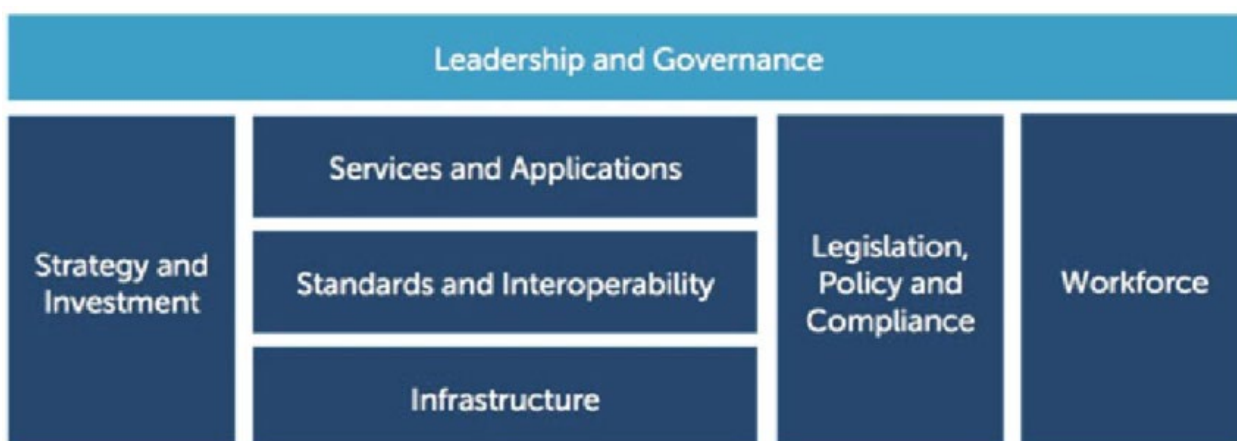 Leadership and Governance
Strategy and
Investment
Services and Applications
Standards and Interoperability
Infrastructure
Legislation,
Policy and
Compliance
Workforce